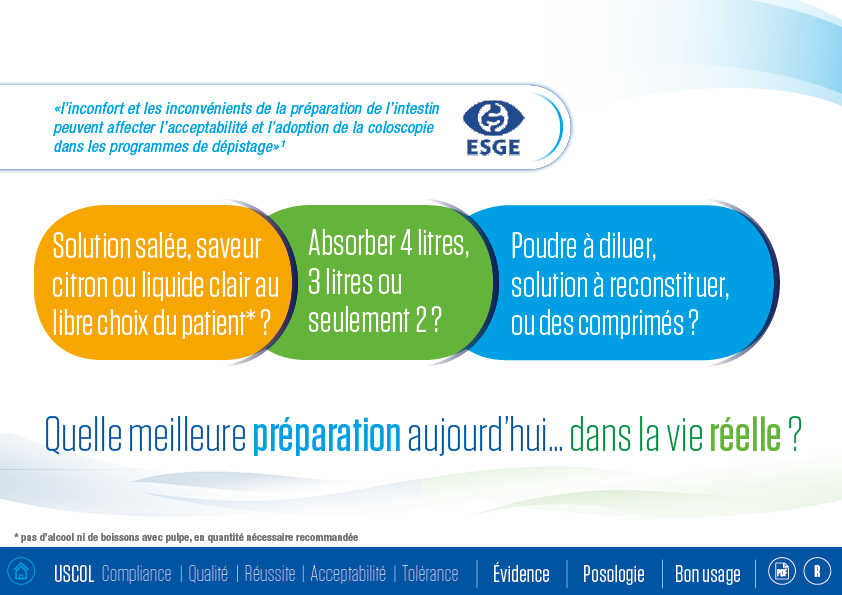 «l'inconfort et les inconvénients de la préparation de l'intestin
peuvent affecter l'acceptabilité et l'adoption de la coloscopie
dans les programmes de dépistage»¹
ESGE
Solution salée, saveur
citron ou liquide clair au
libre choix du patient* ?
Absorber 4 litres,
3 litres ou
seulement 2 ?
Poudre à diluer,
solution à reconstituer,
ou des comprimés ?
Quelle meilleure préparation aujourd'hui... dans la vie réelle ?
* pas d'alcool ni de boissons avec pulpe, en quantité nécessaire recommandée
USCOL Compliance | Qualité | Réussite | Acceptabilité | Tolérance | Évidence | Posologie | Bon usage | PDF R